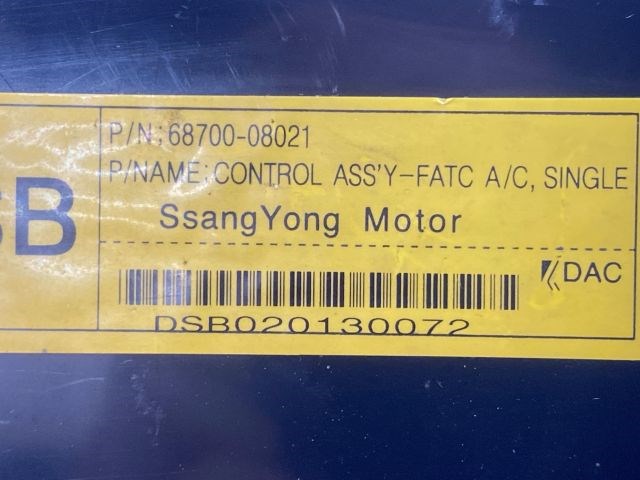 P/N:68700-08021
P/NAME:CONTROL ASS'Y-FATC A/C, SINGLE
SB
SsangYong Motor
DAC
DSB020130072